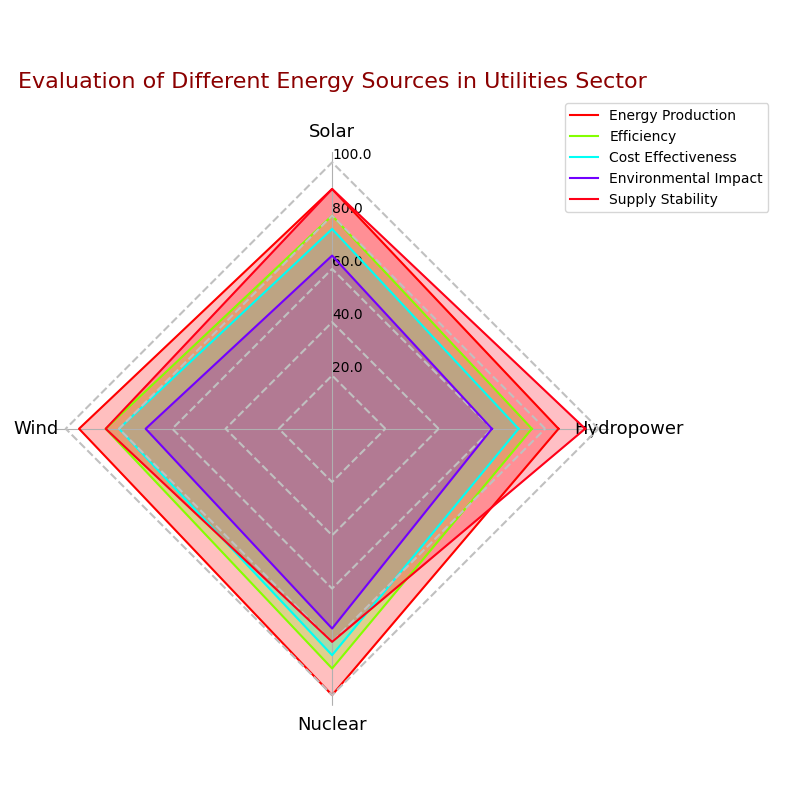 Evaluation of Different Energy Sources in Utilities Sector
Energy Production
Efficiency
Cost Effectiveness
Environmental Impact
Supply Stability
Solar
100.0
80.0
60.0
40.0
20.0
Wind
Hydropower
Nuclear